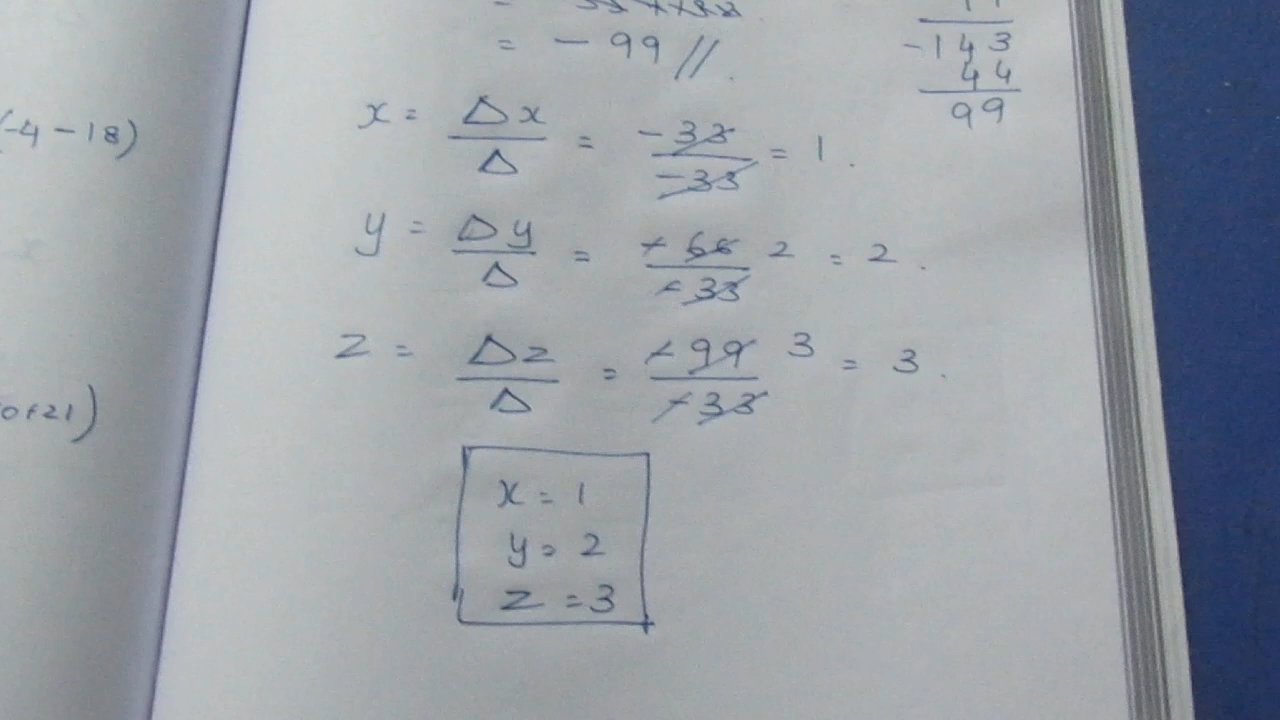 = - 99 //.
-143
44
99
(-4 - 18)
x = Δx/Δ = -33/-33 = 1.
y = Δy/Δ = -66/-33 2 = 2.
z = Δz/Δ = -99/-33 3 = 3.
x = 1
y = 2
z = 3